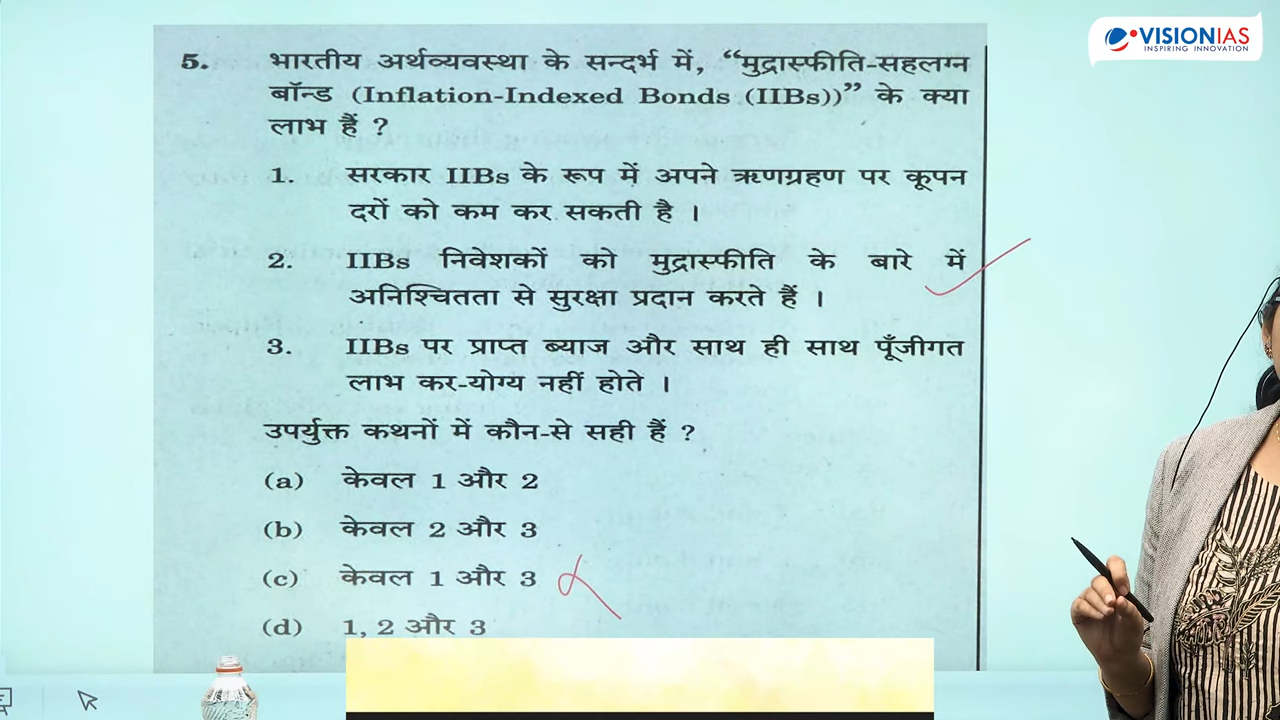 VISIONIAS
INSPIRING INNOVATION
5. भारतीय अर्थव्यवस्था के सन्दर्भ में, “मुद्रास्फीति-सहलग्न
बॉन्ड (Inflation-Indexed Bonds (IIBs))” के क्या
लाभ हैं ?
1. सरकार IIBs के रूप में अपने ऋणग्रहण पर कूपन
दरों को कम कर सकती है ।
2. IIBs निवेशकों को मुद्रास्फीति के बारे में
अनिश्चितता से सुरक्षा प्रदान करते हैं ।
3. IIBs पर प्राप्त ब्याज और साथ ही साथ पूँजीगत
लाभ कर-योग्य नहीं होते ।
उपर्युक्त कथनों में कौन-से सही हैं ?
(a) केवल 1 और 2
(b) केवल 2 और 3
(c) केवल 1 और 3
(d) 1, 2 और 3